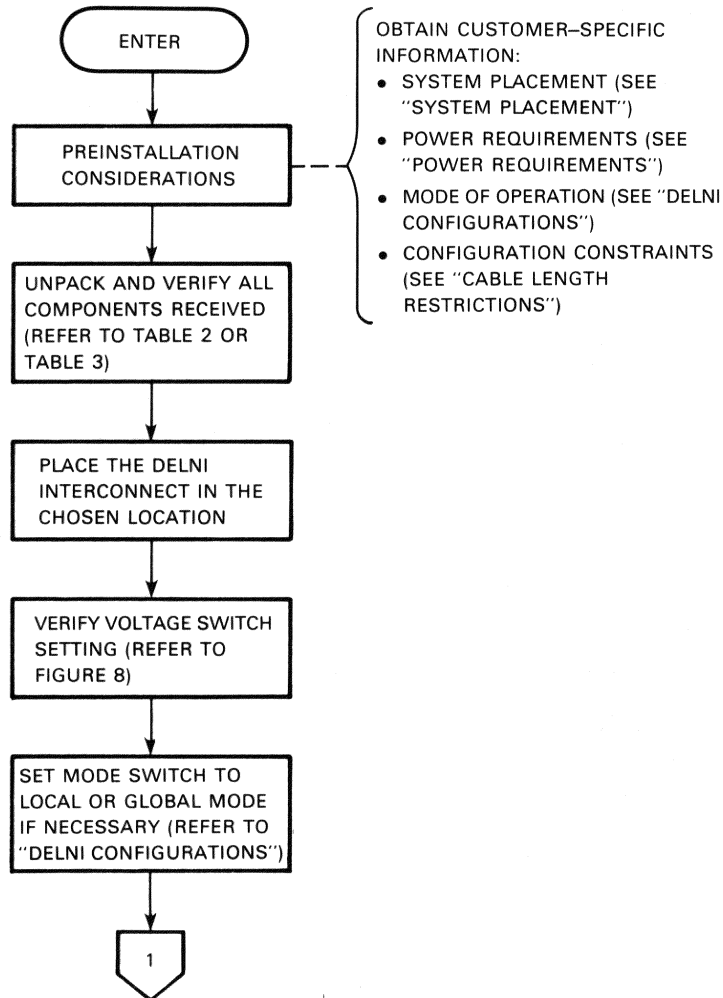 ENTER
PREINSTALLATION
CONSIDERATIONS
OBTAIN CUSTOMER–SPECIFIC
INFORMATION:
• SYSTEM PLACEMENT (SEE
"SYSTEM PLACEMENT")
• POWER REQUIREMENTS (SEE
"POWER REQUIREMENTS")
• MODE OF OPERATION (SEE "DELNI
CONFIGURATIONS")
• CONFIGURATION CONSTRAINTS
(SEE "CABLE LENGTH
RESTRICTIONS")
UNPACK AND VERIFY ALL
COMPONENTS RECEIVED
(REFER TO TABLE 2 OR
TABLE 3)
PLACE THE DELNI
INTERCONNECT IN THE
CHOSEN LOCATION
VERIFY VOLTAGE SWITCH
SETTING (REFER TO
FIGURE 8)
SET MODE SWITCH TO
LOCAL OR GLOBAL MODE
IF NECESSARY (REFER TO
"DELNI CONFIGURATIONS")
1